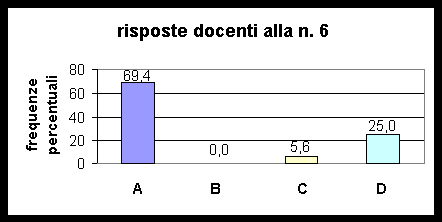 risposte docenti alla n. 6
frequenze
percentuali
80
60
40
20
0
69,4
0,0
5,6
25,0
A B C D